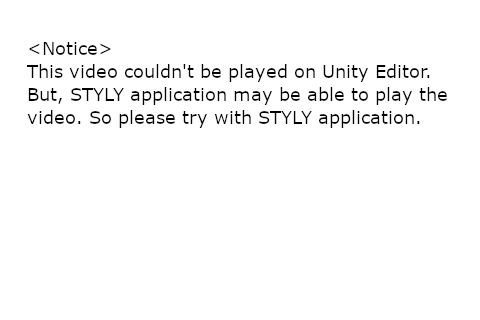 <Notice>
This video couldn't be played on Unity Editor.
But, STYLY application may be able to play the
video. So please try with STYLY application.